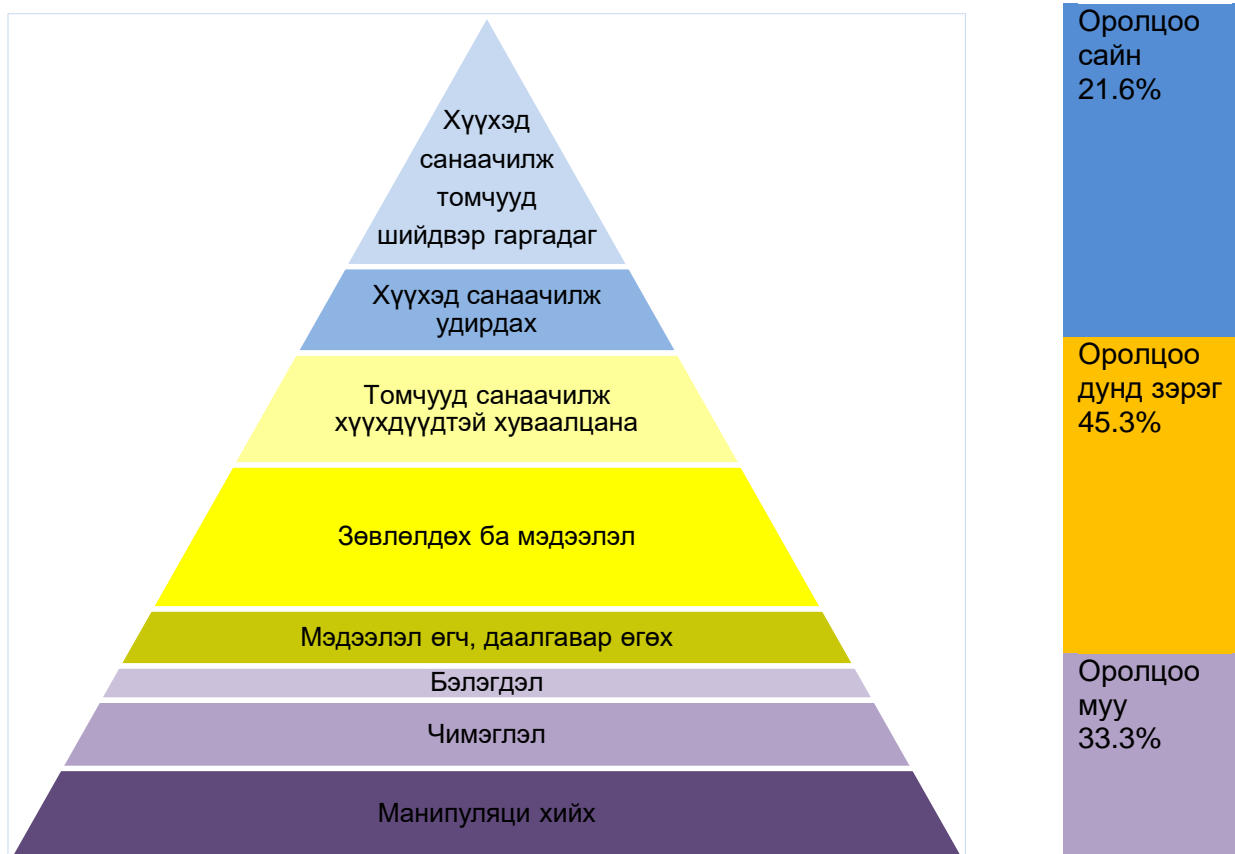 Хүүхэд
санаачилж
томчууд
шийдвэр гаргадаг
Хүүхэд санаачилж
удирдах
Томчууд санаачилж
хүүхдүүдтэй хуваалцана
Зөвлөлдөх ба мэдээлэл
Мэдээлэл өгч, даалгавар өгөх
Бэлэгдэл
Чимэглэл
Манипуляци хийх
Оролцоо
сайн
21.6%
Оролцоо
дунд зэрэг
45.3%
Оролцоо
муу
33.3%